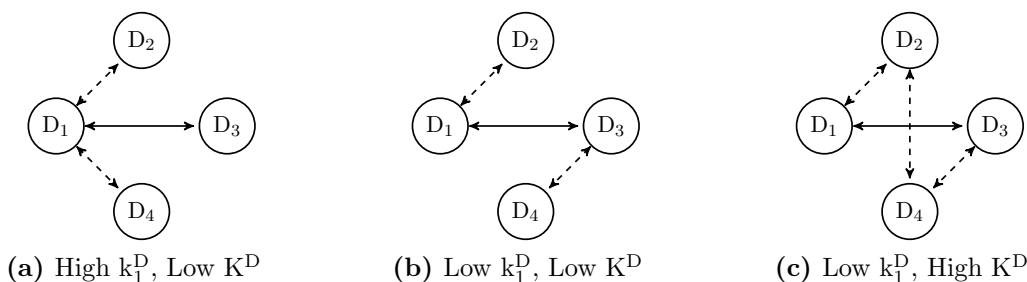 D₂ D₂ D₂
D₁ D₃ D₁ D₃ D₁ D₃
D₄ D₄ D₄
(a) High k₁ᴰ, Low Kᴰ (b) Low k₁ᴰ, Low Kᴰ (c) Low k₁ᴰ, High Kᴰ